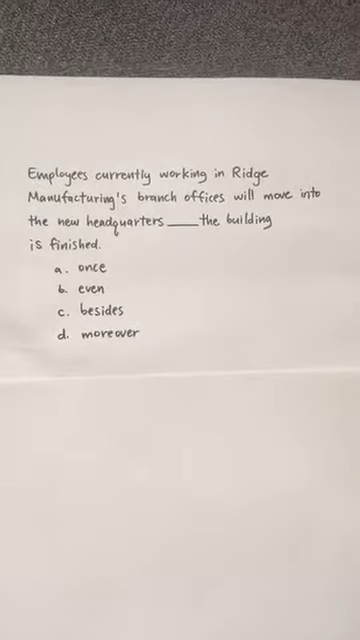 Employees currently working in Ridge
Manufacturing's branch offices will move into
the new headquarters ____ the building
is finished.
a. once
b. even
c. besides
d. moreover